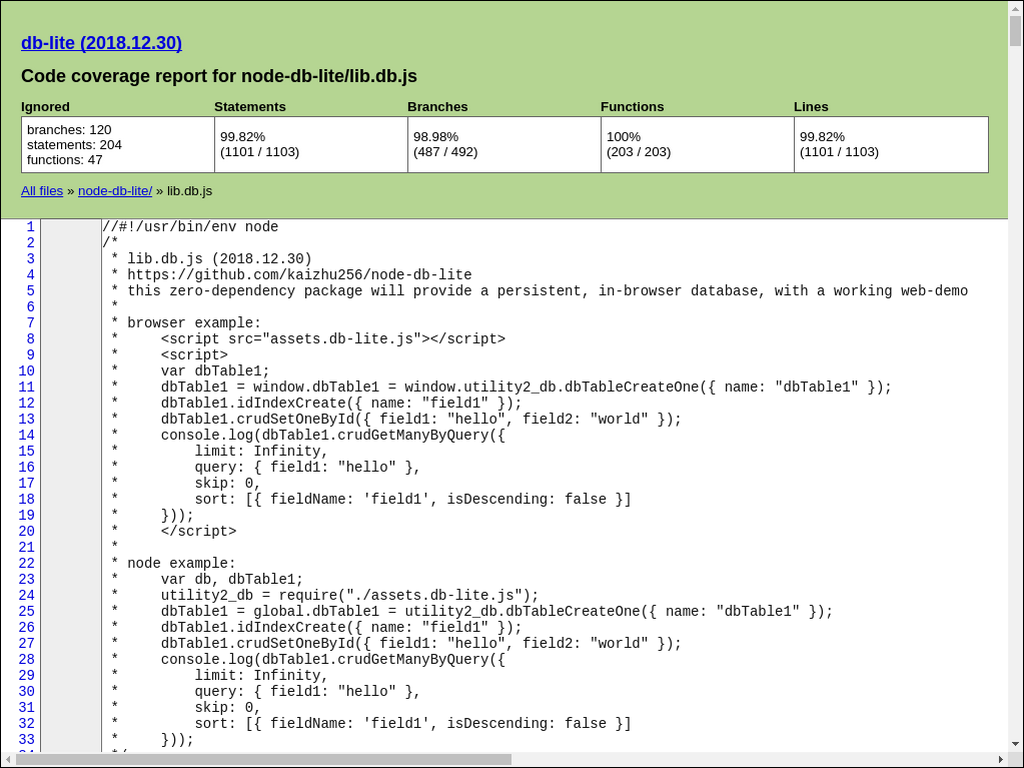 db-lite (2018.12.30)
Code coverage report for node-db-lite/lib.db.js
Ignored Statements Branches Functions Lines
branches: 120
statements: 204
functions: 47
99.82%
(1101 / 1103)
98.98%
(487 / 492)
100%
(203 / 203)
99.82%
(1101 / 1103)
All files » node-db-lite/ » lib.db.js
1 //#!/usr/bin/env node
2 /*
3  * lib.db.js (2018.12.30)
4  * https://github.com/kaizhu256/node-db-lite
5  * this zero-dependency package will provide a persistent, in-browser database, with a working web-demo
6  *
7  * browser example:
8  *     <script src="assets.db-lite.js"></script>
9  *     <script>
10  *     var dbTable1;
11  *     dbTable1 = window.dbTable1 = window.utility2_db.dbTableCreateOne({ name: "dbTable1" });
12  *     dbTable1.idIndexCreate({ name: "field1" });
13  *     dbTable1.crudSetOneById({ field1: "hello", field2: "world" });
14  *     console.log(dbTable1.crudGetManyByQuery({
15  *         limit: Infinity,
16  *         query: { field1: "hello" },
17  *         skip: 0,
18  *         sort: [{ fieldName: 'field1', isDescending: false }]
19  *     }));
20  *     </script>
21  *
22  * node example:
23  *     var db, dbTable1;
24  *     utility2_db = require("./assets.db-lite.js");
25  *     dbTable1 = global.dbTable1 = utility2_db.dbTableCreateOne({ name: "dbTable1" });
26  *     dbTable1.idIndexCreate({ name: "field1" });
27  *     dbTable1.crudSetOneById({ field1: "hello", field2: "world" });
28  *     console.log(dbTable1.crudGetManyByQuery({
29  *         limit: Infinity,
30  *         query: { field1: "hello" },
31  *         skip: 0,
32  *         sort: [{ fieldName: 'field1', isDescending: false }]
33  *     }));